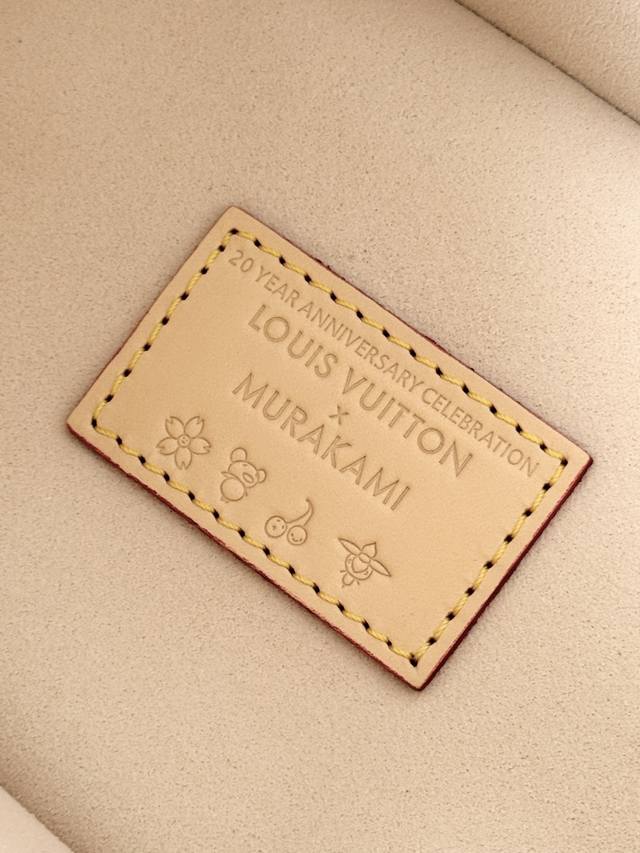 20 YEAR ANNIVERSARY CELEBRATION
LOUIS VUITTON
×
MURAKAMI